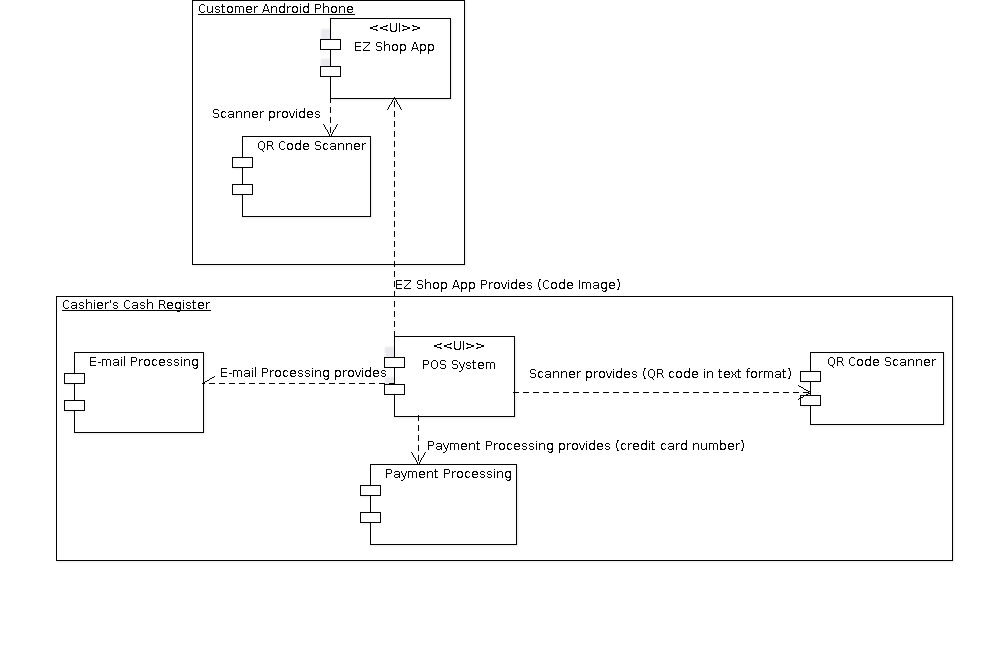 Customer Android Phone
<<UI>>
EZ Shop App
Scanner provides
QR Code Scanner
EZ Shop App Provides (Code Image)
Cashier's Cash Register
<<UI>>
POS System
E-mail Processing
E-mail Processing provides
Scanner provides (QR code in text format)
QR Code Scanner
Payment Processing provides (credit card number)
Payment Processing